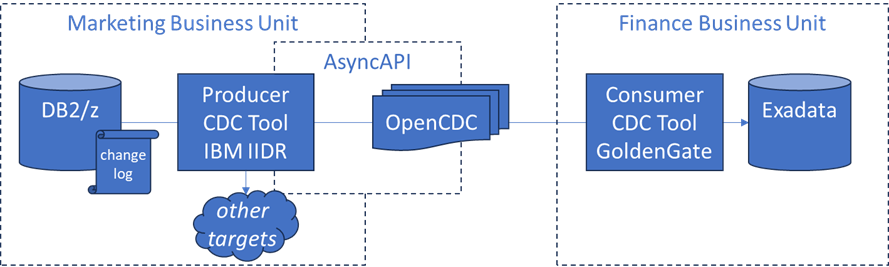 Marketing Business Unit
Finance Business Unit
AsyncAPI
DB2/z
change
log
Producer
CDC Tool
IBM IIDR
other
targets
OpenCDC
Consumer
CDC Tool
GoldenGate
Exadata